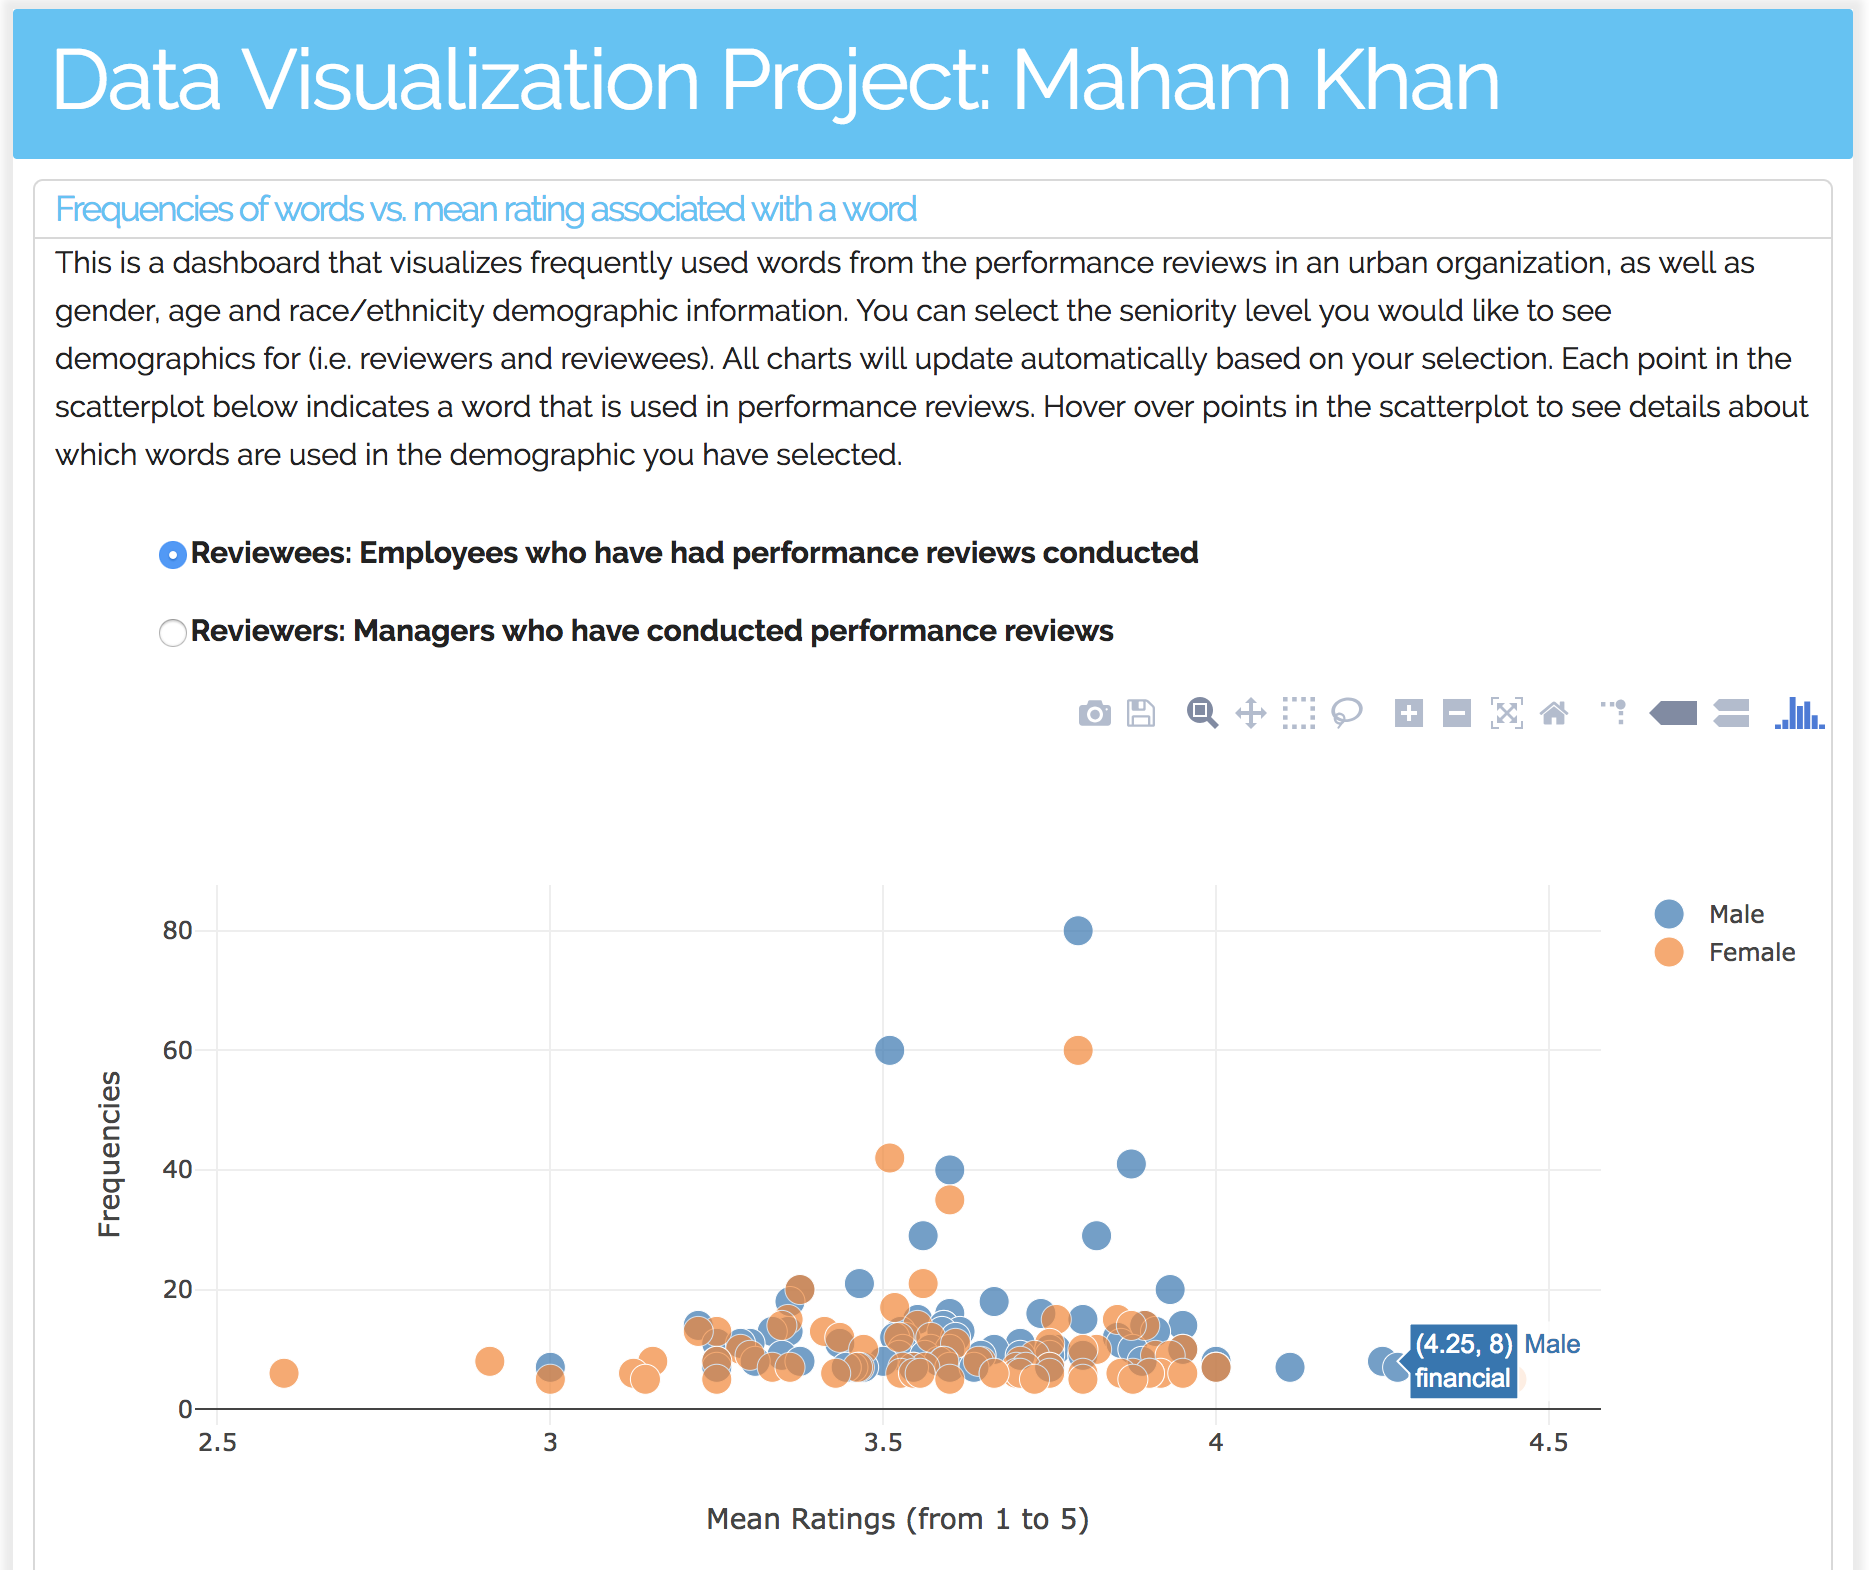 Data Visualization Project: Maham Khan
Frequencies of words vs. mean rating associated with a word
This is a dashboard that visualizes frequently used words from the performance reviews in an urban organization, as well as
gender, age and race/ethnicity demographic information. You can select the seniority level you would like to see
demographics for (i.e. reviewers and reviewees). All charts will update automatically based on your selection. Each point in the
scatterplot below indicates a word that is used in performance reviews. Hover over points in the scatterplot to see details about
which words are used in the demographic you have selected.
Reviewees: Employees who have had performance reviews conducted
Reviewers: Managers who have conducted performance reviews
Male
Female
80
60
40
20
0
Frequencies
(4.25, 8) Male
financial
2.5 3 3.5 4 4.5
Mean Ratings (from 1 to 5)